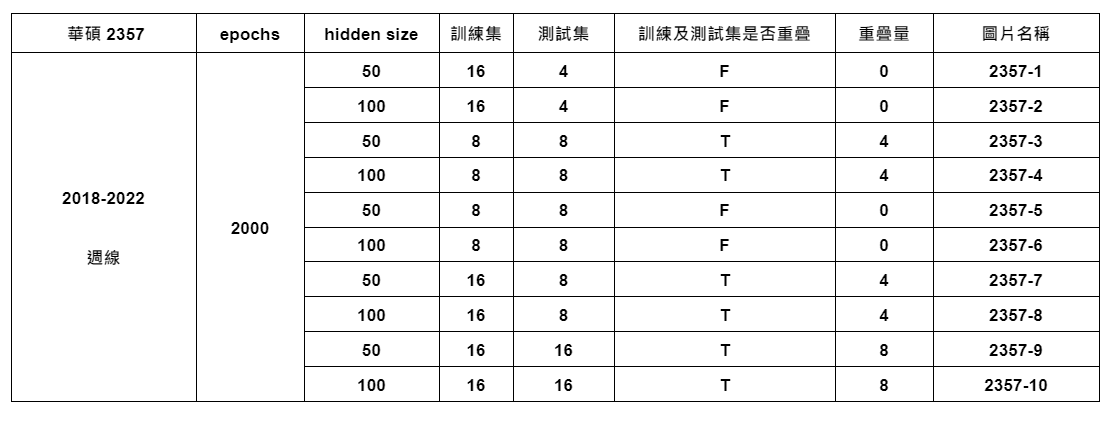 華碩 2357 epochs hidden size 訓練集 測試集 訓練及測試集是否重疊 重疊量 圖片名稱
50 16 4 F 0 2357-1
100 16 4 F 0 2357-2
50 8 8 T 4 2357-3
100 8 8 T 4 2357-4
2018-2022
50 8 8 F 0 2357-5
2000
100 8 8 F 0 2357-6
週線
50 16 8 T 4 2357-7
100 16 8 T 4 2357-8
50 16 16 T 8 2357-9
100 16 16 T 8 2357-10